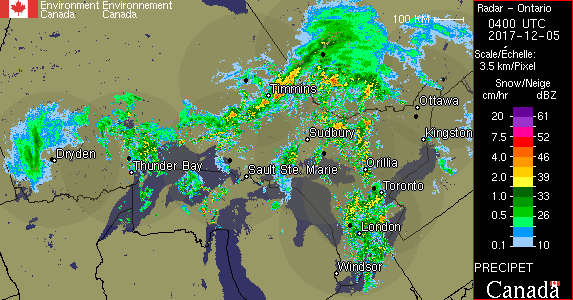 Environment Environnement
Canada Canada
100 KM
Timmins
Ottawa
Sudbury
Kingston
Dryden
Thunder Bay
Sault Ste. Marie
Orillia
Toronto
London
Windsor
Radar - Ontario
0400 UTC
2017-12-05
Scale/Échelle:
3.5 km/Pixel
Snow/Neige
cm/hr dBZ
20 61
7.5 52
4.0 46
2.0 39
1.0 33
0.5 26
0.1 10
PRECIPET
Canada